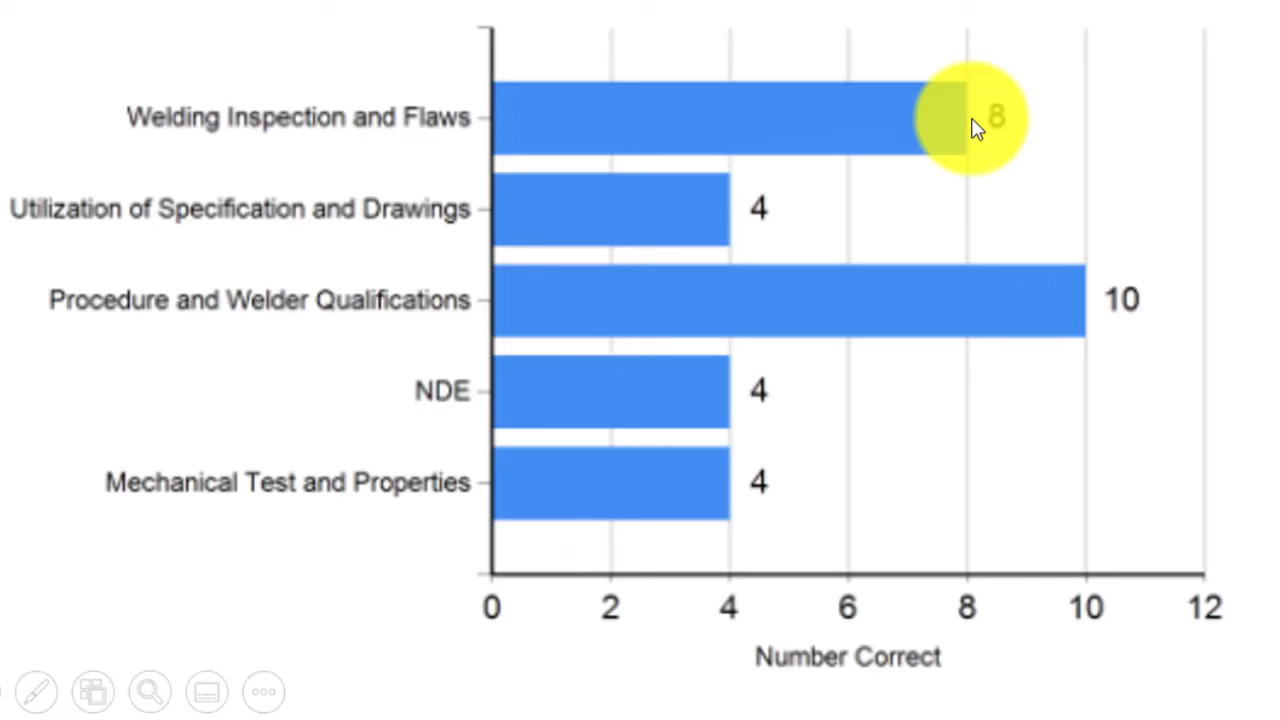 Welding Inspection and Flaws 8
Utilization of Specification and Drawings 4
Procedure and Welder Qualifications 10
NDE 4
Mechanical Test and Properties 4
0 2 4 6 8 10 12
Number Correct